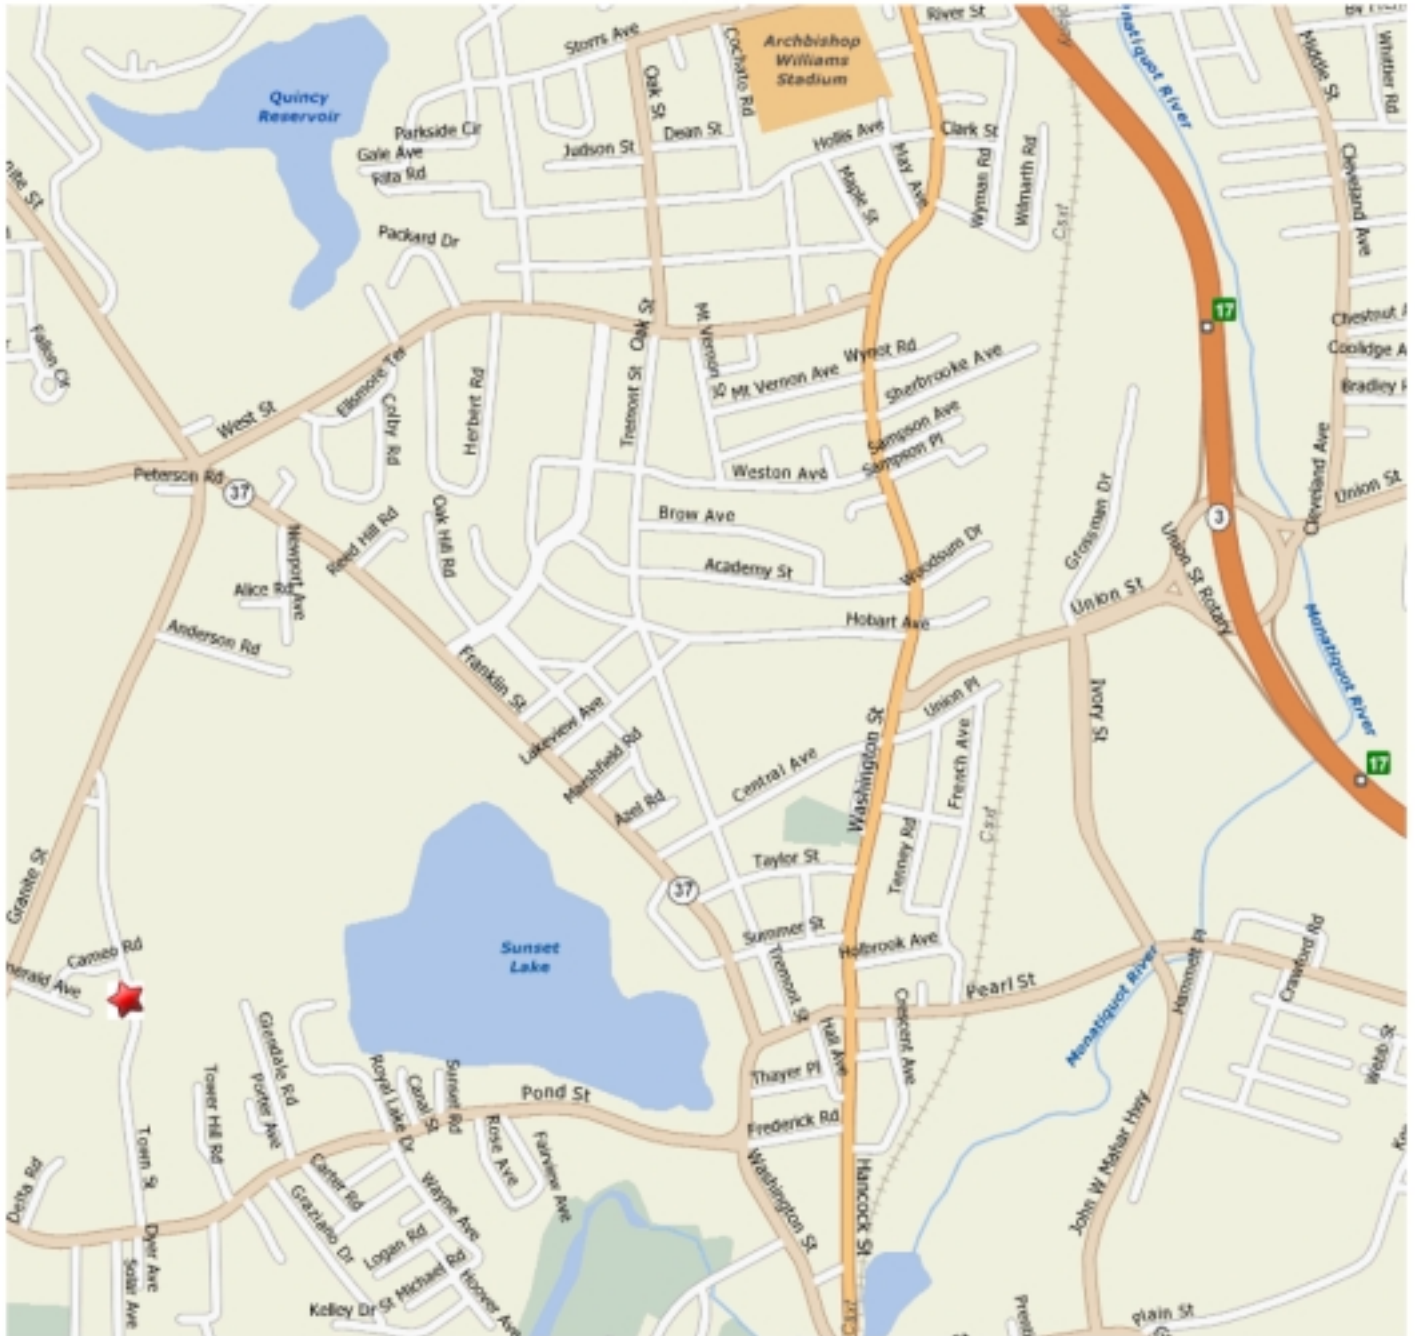 River St
Storrs Ave
Archbishop
Williams
Stadium
Cochato Rd
Oak St
Monatiquot River
Middle St
Whittier Rd
Quincy
Reservoir
Parkside Cir
Gale Ave
Rita Rd
Judson St
Dean St
Hollis Ave
Clark St
May Ave
Maple St
Wyman Rd
Wilmarth Rd
Cleveland Ave
Csxt
Packard Dr
17
Fallon Cir
Oak St
Mt Vernon St
Wynot Rd
Mt Vernon Ave
Sherbrooke Ave
Chestnut
Coolidge A
Bradley
West St
Ellsmore Ter
Colby Rd
Herbert Rd
Tremont St
Sampson Ave
Sampson Pl
Weston Ave
Peterson Rd
37
Newport Ave
Reed Hill Rd
Oak Hill Rd
Brow Ave
Academy St
Woodsum Dr
Grossman Dr
3
Union St Rotary
Cleveland Ave
Union St
Union St
Alice Rd
Anderson Rd
Hobart Ave
Monatiquot River
Franklin St
Lakeview Ave
Marshfield Rd
Azel Rd
Central Ave
Washington St
Union Pl
French Ave
Ivory St
17
Tenney Rd
Csxt
Taylor St
37
Summer St
Holbrook Ave
Granite St
Cameo Rd
merald Ave
Sunset
Lake
Tremont St
Pearl St
Monatiquot River
Hammett Pl
Crawford Rd
Webb St
Hall Ave
Crescent Ave
Thayer Pl
Frederick Rd
Glendale Rd
Porter Ave
Tower Hill Rd
Royal Lake Dr
Canal St
Sunset Rd
Pond St
Rose Ave
Fairview Ave
Town St
Delta Rd
Dyer Ave
Solar Ave
Carter Rd
Graziano Dr
Wayne Ave
Logan Rd
St Michael Rd
Hoover Ave
Kelley Dr
Washington St
Hancock St
John W Mahar Hwy
Plain St